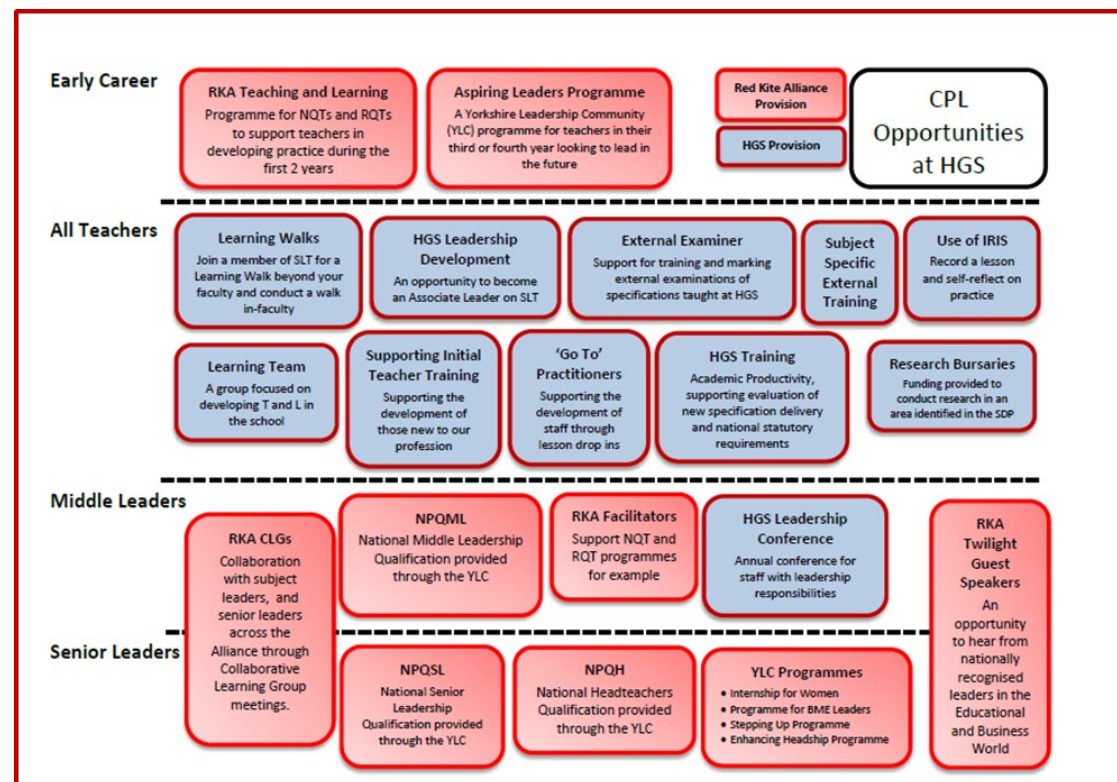 Early Career
RKA Teaching and Learning
Programme for NQTs and RQTs
to support teachers in
developing practice during the
first 2 years
Aspiring Leaders Programme
A Yorkshire Leadership Community
(YLC) programme for teachers in their
third or fourth year looking to lead in
the future
Red Kite Alliance
Provision
HGS Provision
CPL
Opportunities
at HGS
All Teachers
Learning Walks
Join a member of SLT for a
Learning Walk beyond your
faculty and conduct a walk
in-faculty
HGS Leadership
Development
An opportunity to become
an Associate Leader on SLT
External Examiner
Support for training and marking
external examinations of
specifications taught at HGS
Subject
Specific
External
Training
Use of IRIS
Record a lesson
and self-reflect on
practice
Learning Team
A group focused on
developing T and L in
the school
Supporting Initial
Teacher Training
Supporting the
development of
those new to our
profession
‘Go To’
Practitioners
Supporting the
development of
staff through
lesson drop ins
HGS Training
Academic Productivity,
supporting evaluation of
new specification delivery
and national statutory
requirements
Research Bursaries
Funding provided to
conduct research in an
area identified in the SDP
Middle Leaders
RKA CLGs
Collaboration
with subject
leaders, and
senior leaders
across the
Alliance through
Collaborative
Learning Group
meetings.
NPQML
National Middle Leadership
Qualification provided
through the YLC
RKA Facilitators
Support NQT and
RQT programmes
for example
HGS Leadership
Conference
Annual conference for
staff with leadership
responsibilities
RKA
Twilight
Guest
Speakers
An
opportunity
to hear from
nationally
recognised
leaders in the
Educational
and Business
World
Senior Leaders
NPQSL
National Senior
Leadership
Qualification provided
through the YLC
NPQH
National Headteachers
Qualification provided
through the YLC
YLC Programmes
• Internship for Women
• Programme for BME Leaders
• Stepping Up Programme
• Enhancing Headship Programme